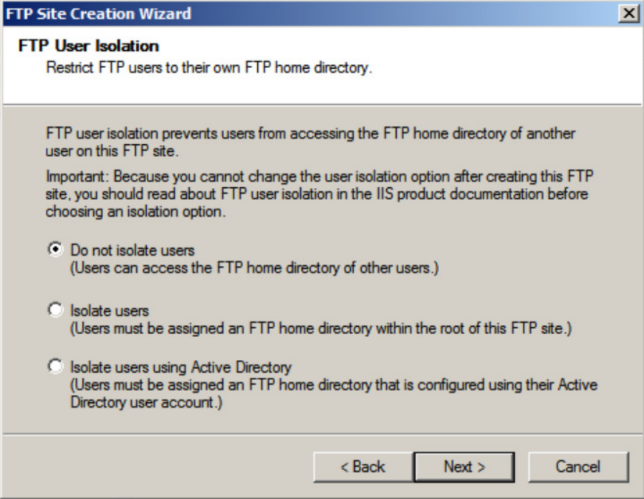 FTP Site Creation Wizard
FTP User Isolation
Restrict FTP users to their own FTP home directory.
FTP user isolation prevents users from accessing the FTP home directory of another
user on this FTP site.
Important: Because you cannot change the user isolation option after creating this FTP
site, you should read about FTP user isolation in the IIS product documentation before
choosing an isolation option.
Do not isolate users
(Users can access the FTP home directory of other users.)
Isolate users
(Users must be assigned an FTP home directory within the root of this FTP site.)
Isolate users using Active Directory
(Users must be assigned an FTP home directory that is configured using their Active
Directory user account.)
< Back
Next >
Cancel